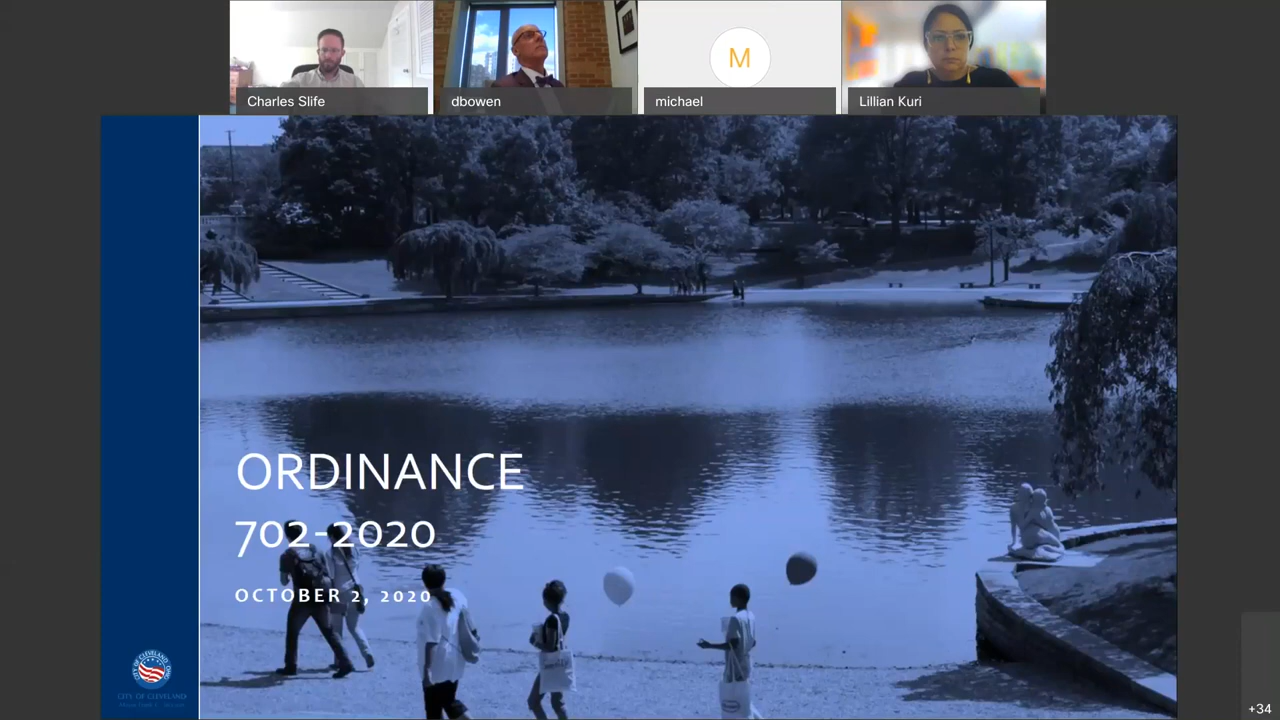 Charles Slife
dbowen
M
michael
Lillian Kuri
ORDINANCE
702-2020
OCTOBER 2, 2020
CITY OF CLEVELAND
+34